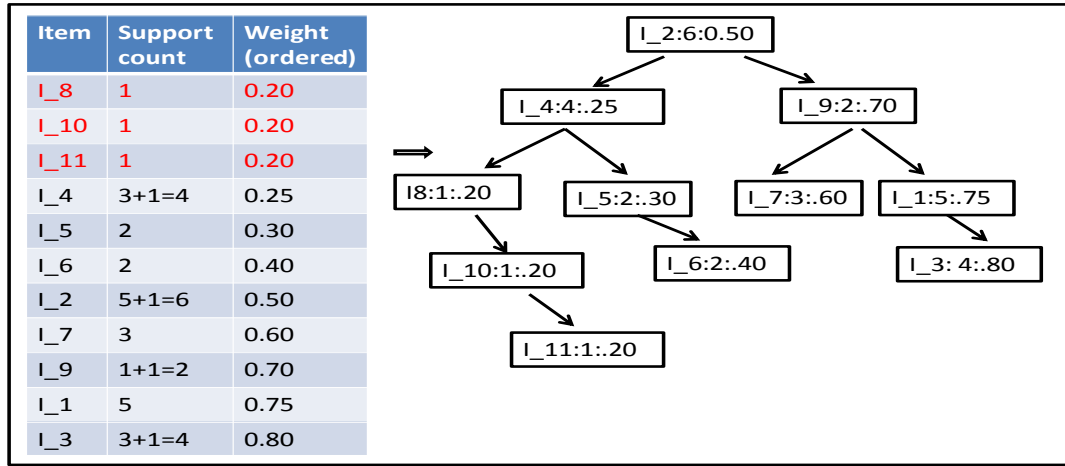 Item Support count Weight (ordered)
I_8 1 0.20
I_10 1 0.20
I_11 1 0.20
I_4 3+1=4 0.25
I_5 2 0.30
I_6 2 0.40
I_2 5+1=6 0.50
I_7 3 0.60
I_9 1+1=2 0.70
I_1 5 0.75
I_3 3+1=4 0.80
I_2:6:0.50
I_4:4:.25
I_9:2:.70
I8:1:.20
I_5:2:.30
I_7:3:.60
I_1:5:.75
I_10:1:.20
I_6:2:.40
I_3: 4:.80
I_11:1:.20